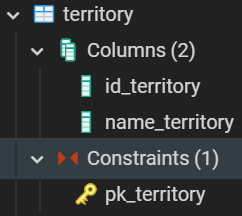 territory
Columns (2)
id_territory
name_territory
Constraints (1)
pk_territory